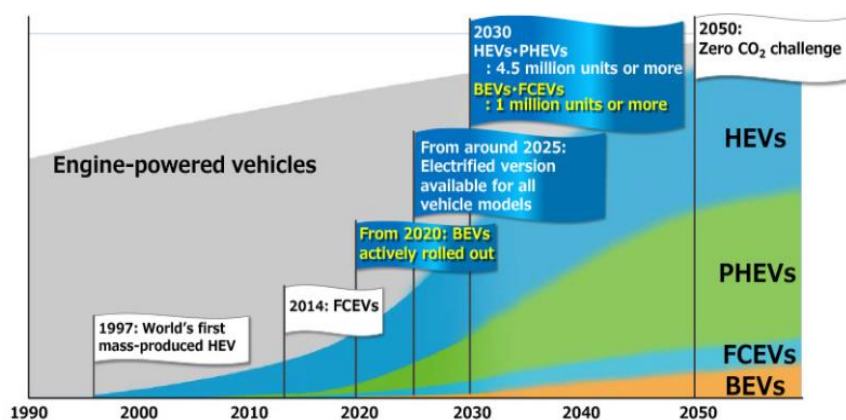 2030
HEVs·PHEVs
: 4.5 million units or more
BEVs·FCEVs
: 1 million units or more
2050:
Zero CO₂ challenge
Engine-powered vehicles
From around 2025:
Electrified version
available for all
vehicle models
HEVs
From 2020: BEVs
actively rolled out
PHEVs
2014: FCEVs
1997: World's first
mass-produced HEV
FCEVs
BEVs
1990 2000 2010 2020 2030 2040 2050